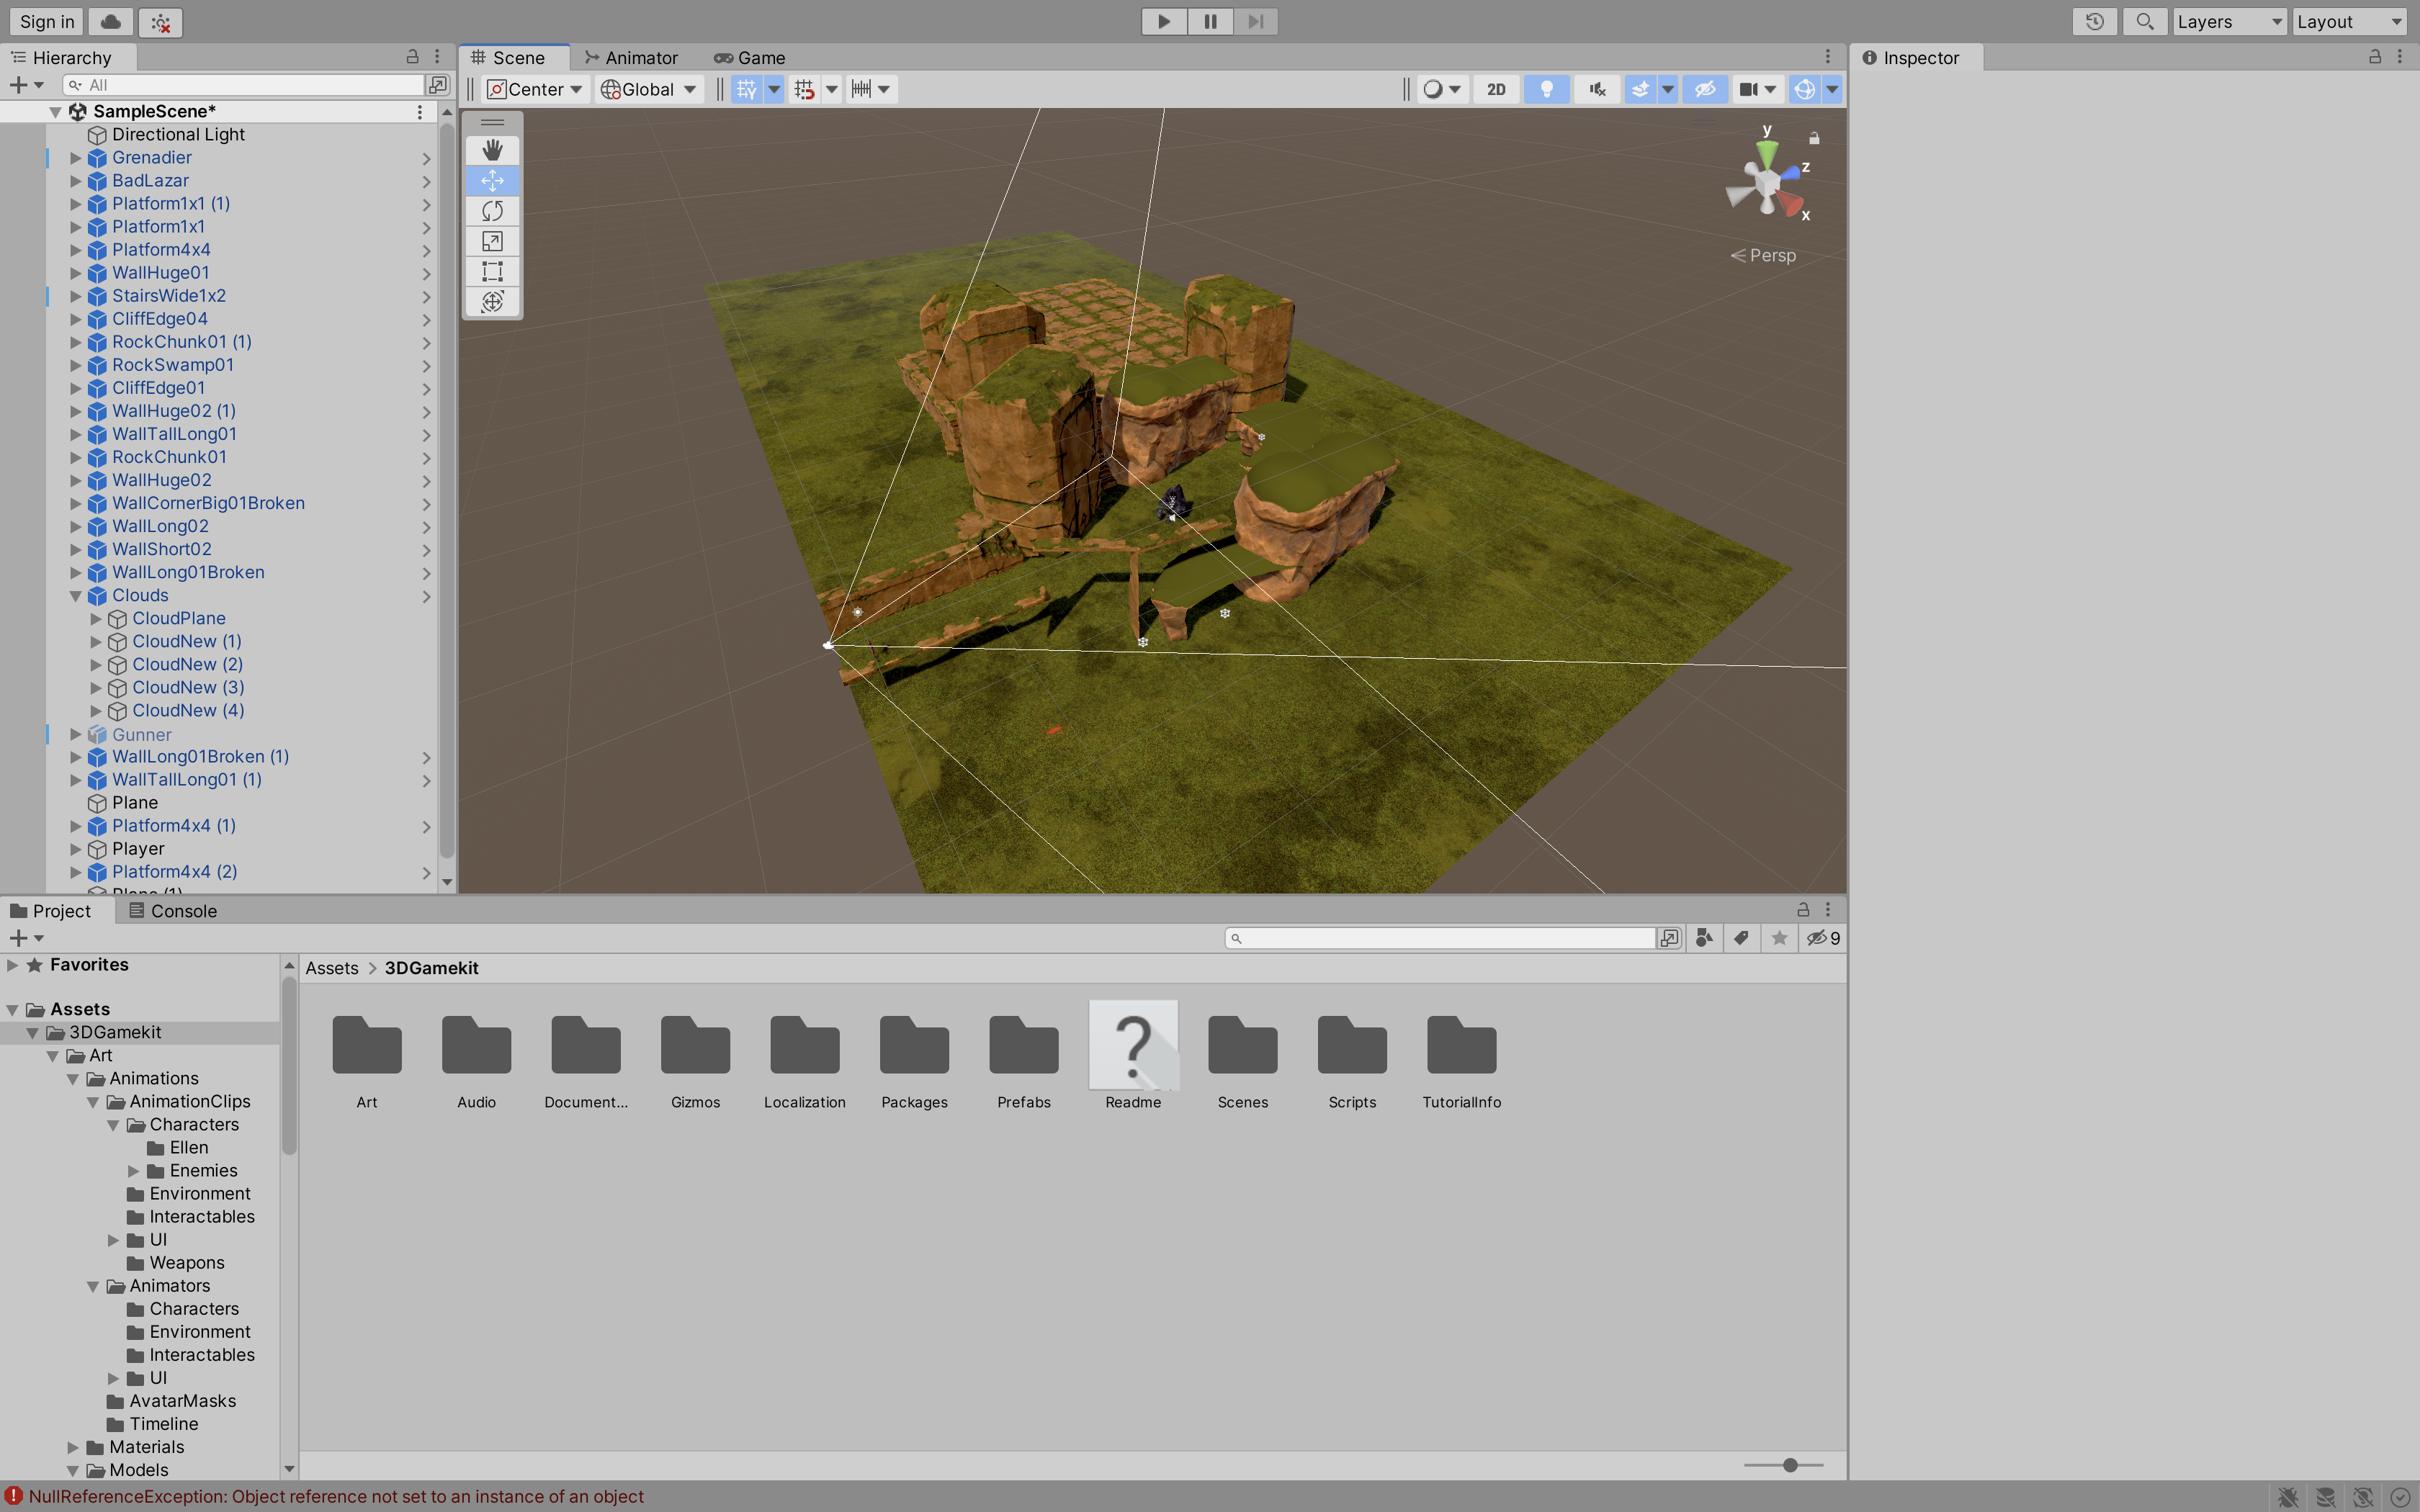 Sign in
Layers
Layout
Hierarchy
All
SampleScene*
Directional Light
Grenadier
BadLazar
Platform1x1 (1)
Platform1x1
Platform4x4
WallHuge01
StairsWide1x2
CliffEdge04
RockChunk01 (1)
RockSwamp01
CliffEdge01
WallHuge02 (1)
WallTallLong01
RockChunk01
WallHuge02
WallCornerBig01Broken
WallLong02
WallShort02
WallLong01Broken
Clouds
CloudPlane
CloudNew (1)
CloudNew (2)
CloudNew (3)
CloudNew (4)
Gunner
WallLong01Broken (1)
WallTallLong01 (1)
Plane
Platform4x4 (1)
Player
Platform4x4 (2)
Plane (1)
Scene
Animator
Game
Center
Global
2D
y
z
x
Persp
Inspector
Project
Console
9
Favorites
Assets
3DGamekit
Art
Animations
AnimationClips
Characters
Ellen
Enemies
Environment
Interactables
UI
Weapons
Animators
Characters
Environment
Interactables
UI
AvatarMasks
Timeline
Materials
Models
Assets > 3DGamekit
Art
Audio
Document...
Gizmos
Localization
Packages
Prefabs
Readme
Scenes
Scripts
TutorialInfo
NullReferenceException: Object reference not set to an instance of an object